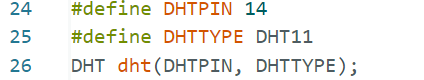 24 #define DHTPIN 14
25 #define DHTTYPE DHT11
26 DHT dht(DHTPIN, DHTTYPE);